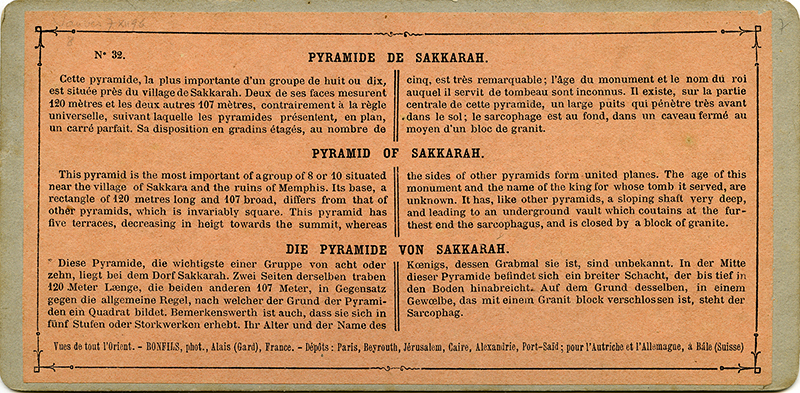 N° 32.
PYRAMIDE DE SAKKARAH.
Cette pyramide, la plus importante d'un groupe de huit ou dix,
est située près du village de Sakkarah. Deux de ses faces mesurent
120 mètres et les deux autres 107 mètres, contrairement à la règle
universelle, suivant laquelle les pyramides présentent, en plan,
un carré parfait. Sa disposition en gradins étagés, au nombre de
cinq, est très remarquable; l'âge du monument et le nom du roi
auquel il servit de tombeau sont inconnus. Il existe, sur la partie
centrale de cette pyramide, un large puits qui pénètre très avant
dans le sol; le sarcophage est au fond, dans un caveau fermé au
moyen d'un bloc de granit.
PYRAMID OF SAKKARAH.
This pyramid is the most important of a group of 8 or 10 situated
near the village of Sakkara and the ruins of Memphis. Its base, a
rectangle of 120 metres long and 107 broad, differs from that of
other pyramids, which is invariably square. This pyramid has
five terraces, decreasing in heigt towards the summit, whereas
the sides of other pyramids form united planes. The age of this
monument and the name of the king for whose tomb it served, are
unknown. It has, like other pyramids, a sloping shaft very deep,
and leading to an underground vault which coutains at the fur-
thest end the sarcophagus, and is closed by a block of granite.
DIE PYRAMIDE VON SAKKARAH.
Diese Pyramide, die wichtigste einer Gruppe von acht oder
zehn, liegt bei dem Dorf Sakkarah. Zwei Seiten derselben traben
120 Meter Længe, die beiden anderen 107 Meter, in Gegensatz
gegen die allgemeine Regel, nach welcher der Grund der Pyrami-
den ein Quadrat bildet. Bemerkenswerth ist auch, dass sie sich in
fünf Stufen oder Storkwerken erhebt. Ihr Alter und der Name des
Kœnigs, dessen Grabmal sie ist, sind unbekannt. In der Mitte
dieser Pyramide befindet sich ein breiter Schacht, der bis tief in
den Boden hinabreicht. Auf dem Grund desselben, in einem
Gewœlbe, das mit einem Granit block verschlossen ist, steht der
Sarcophag.
Vues de tout l'Orient. - BONFILS, phot., Alais (Gard), France. - Dépôts: Paris, Beyrouth, Jérusalem, Caire, Alexandrie, Port-Saïd; pour l'Autriche et l'Allemagne, à Bâle (Suisse)